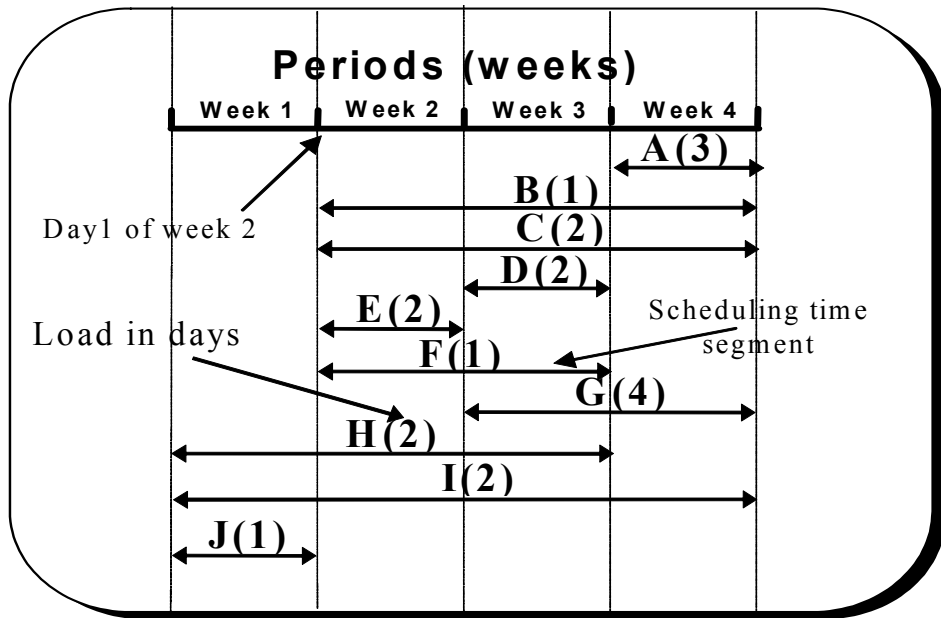 Periods (weeks)
Week 1 Week 2 Week 3 Week 4
A(3)
B(1)
Day1 of week 2
C(2)
D(2)
E(2)
Scheduling time
segment
Load in days
F(1)
G(4)
H(2)
I(2)
J(1)